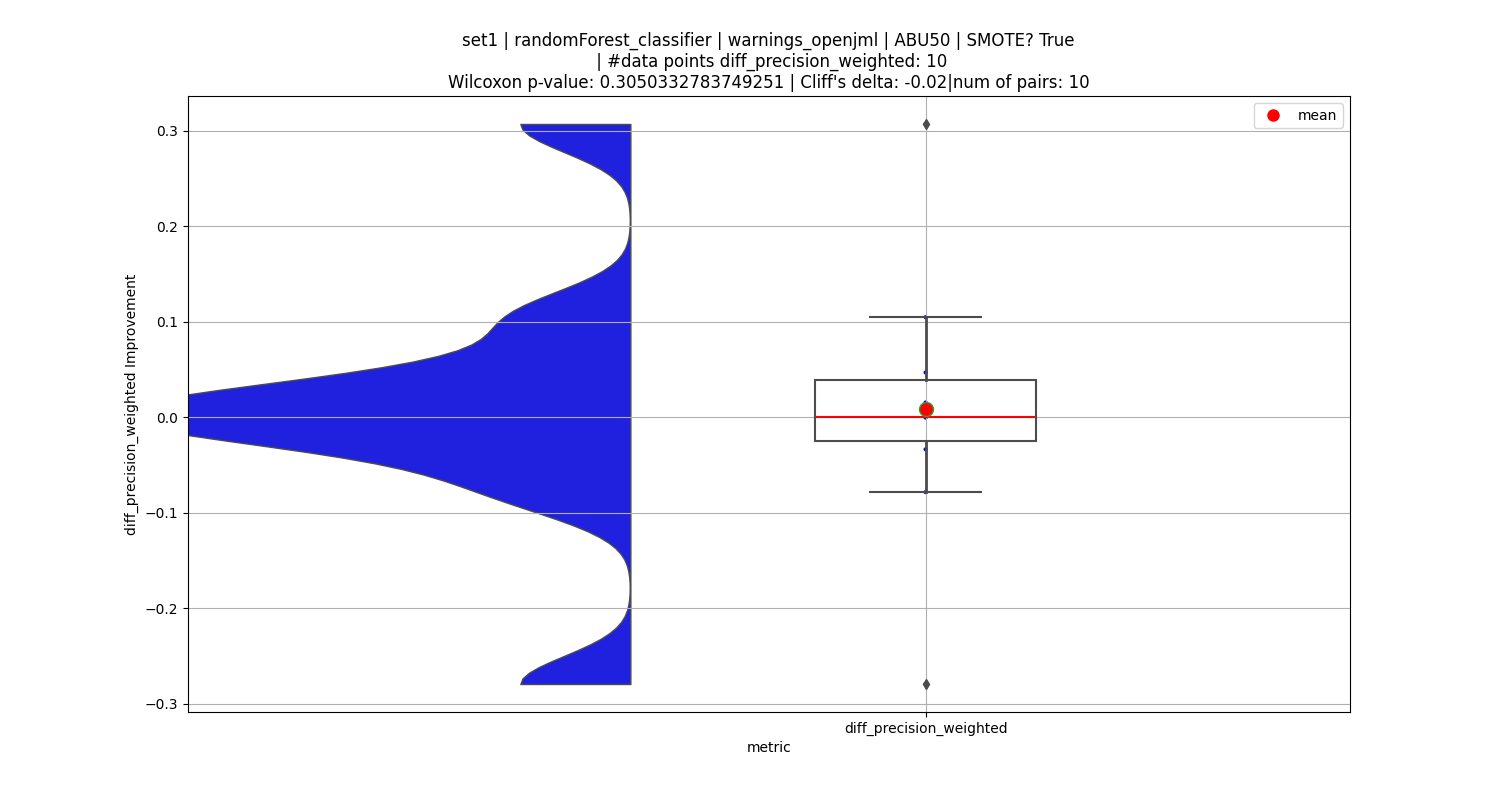 set1 | randomForest_classifier | warnings_openjml | ABU50 | SMOTE? True
| #data points diff_precision_weighted: 10
Wilcoxon p-value: 0.3050332783749251 | Cliff's delta: -0.02|num of pairs: 10
mean
0.3
0.2
0.1
0.0
−0.1
−0.2
−0.3
diff_precision_weighted Improvement
diff_precision_weighted
metric